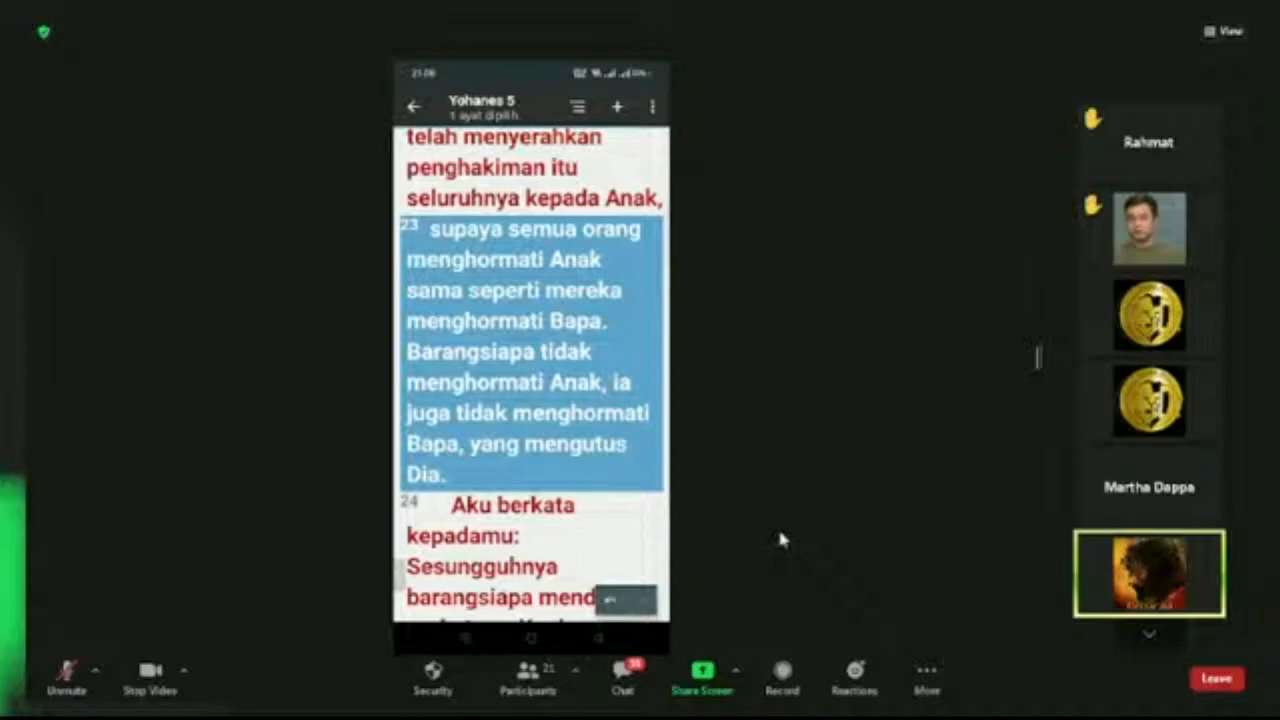 View
21:09
Yohanes 5
1 ayat dipilih
telah menyerahkan
penghakiman itu
seluruhnya kepada Anak,
23 supaya semua orang
menghormati Anak
sama seperti mereka
menghormati Bapa.
Barangsiapa tidak
menghormati Anak, ia
juga tidak menghormati
Bapa, yang mengutus
Dia.
24 Aku berkata
kepadamu:
Sesungguhnya
barangsiapa mend
Rahmat
Martha Dappa
Unmute
Stop Video
Security
Participants
21
Chat
Share Screen
Record
Reactions
More
Leave